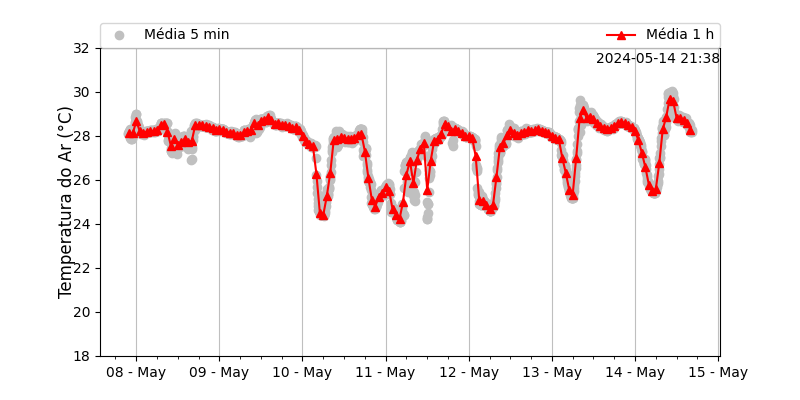 Média 5 min
Média 1 h
2024-05-14 21:38
Temperatura do Ar (°C)
32
30
28
26
24
22
20
18
08 - May
09 - May
10 - May
11 - May
12 - May
13 - May
14 - May
15 - May